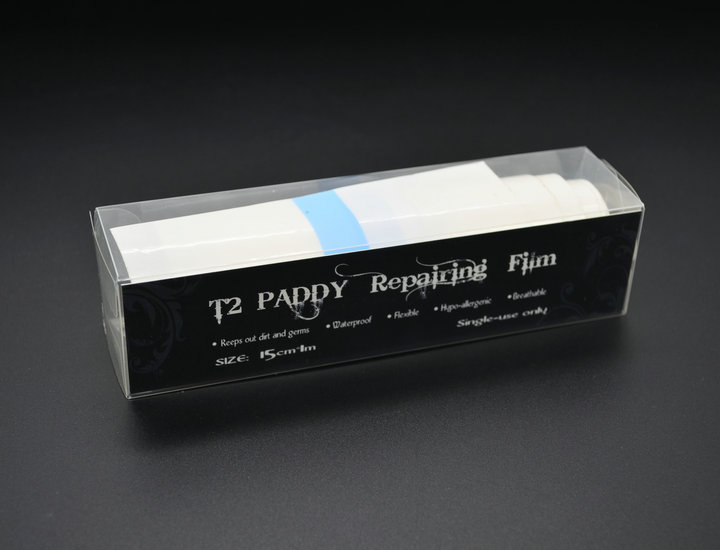 T2 PADDY Repairing Film
• Reeps out dirt and germs • Waterproof • Flexible • Hypo-allergenic • Breathable
SIZE: 15cm*1m Single-use only